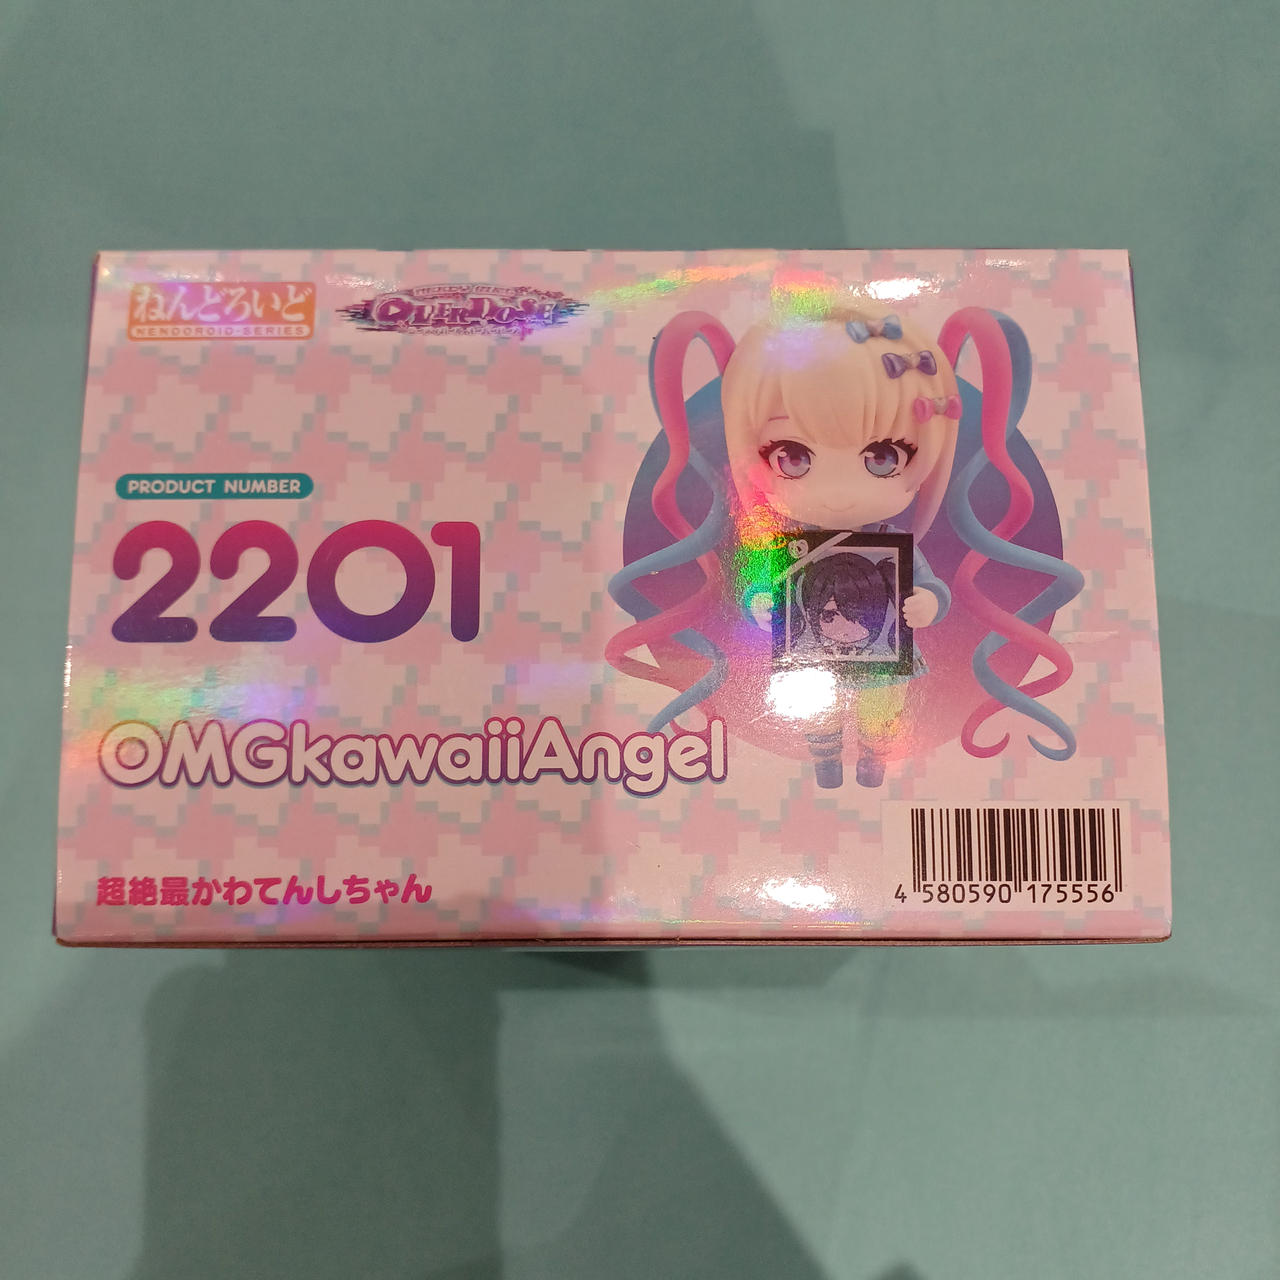 ねんどろいど
NENDOROID-SERIES
OVERDOSE
PRODUCT NUMBER
2201
OMGkawaiiAngel
超絶最かわてんしちゃん
4 580590 175556